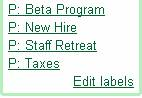 P: Beta Program
P: New Hire
P: Staff Retreat
P: Taxes
Edit labels